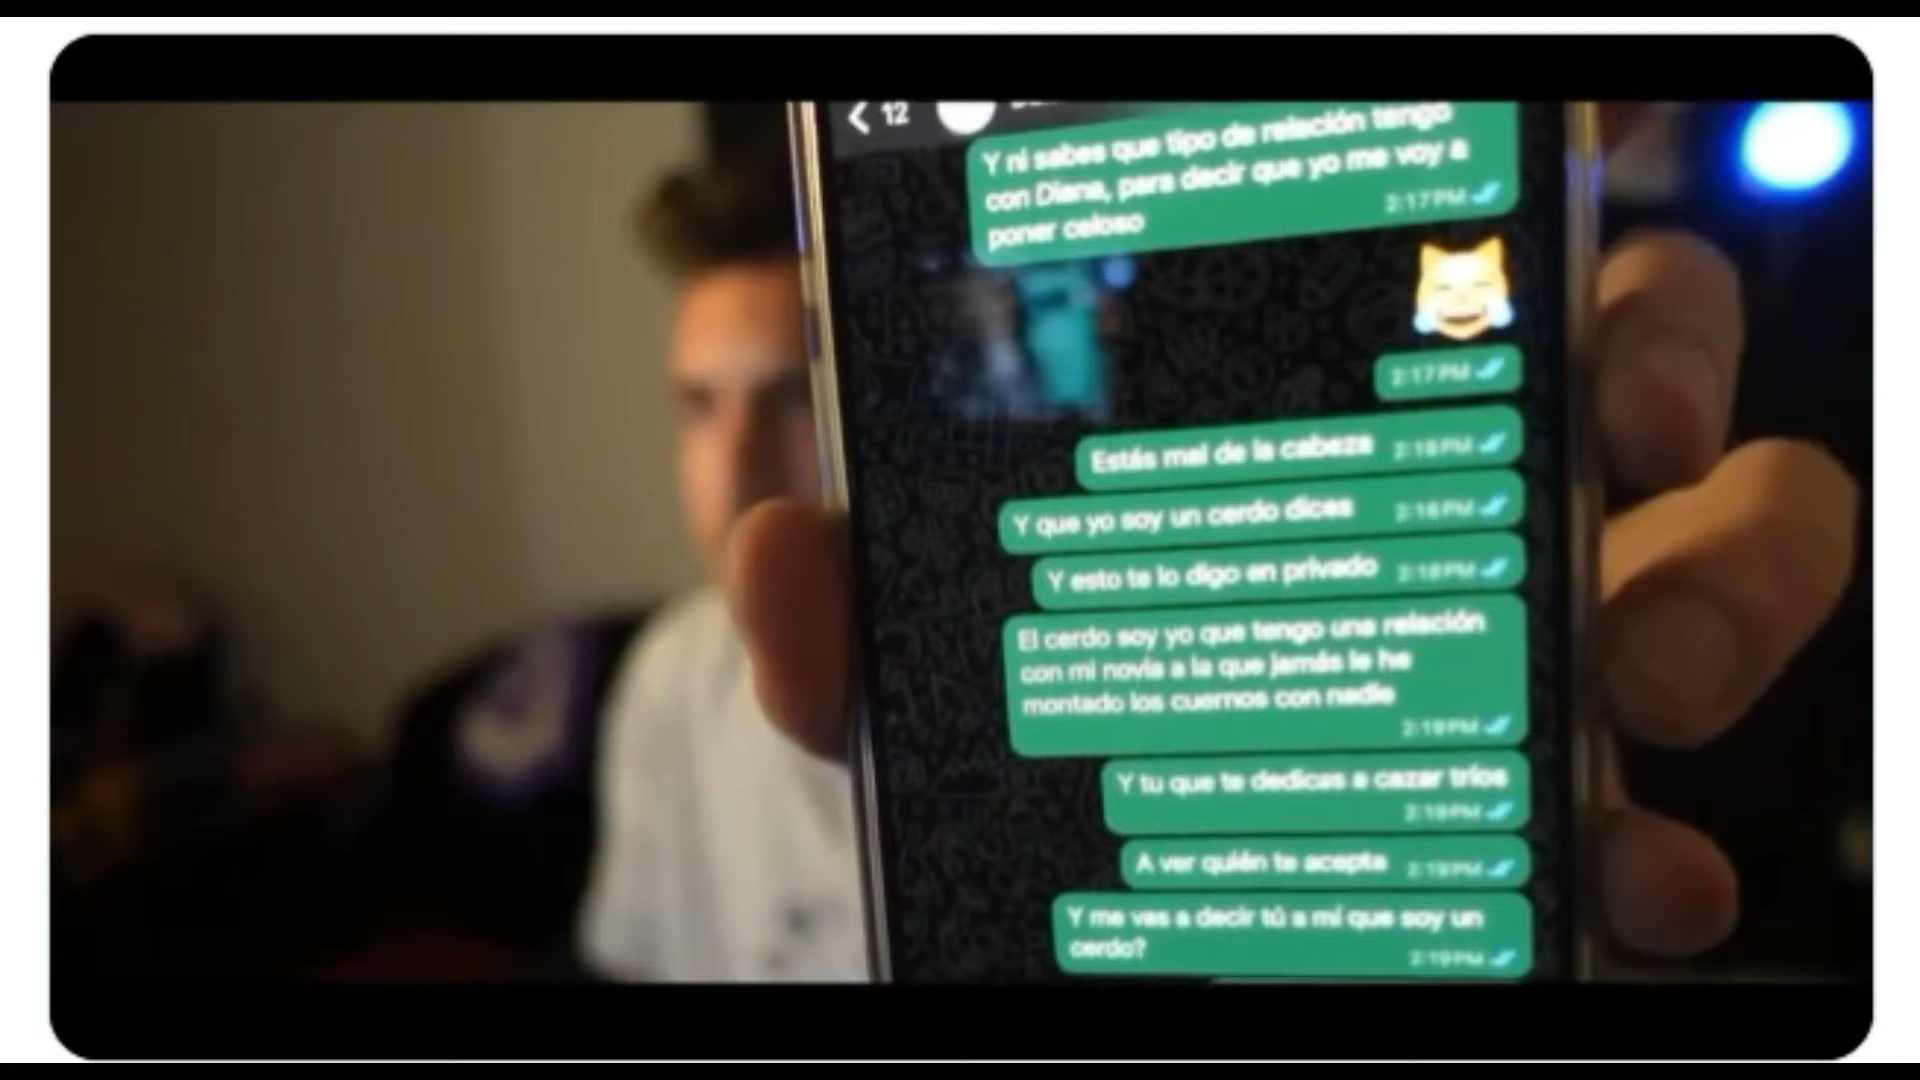 12
Y ni sabes que tipo de relación tengo
con Diana, para decir que yo me voy a
poner celoso
2:17 PM
2:17 PM
Estás mal de la cabeza 2:18 PM
Y que yo soy un cerdo dices 2:18 PM
Y esto te lo digo en privado 2:18 PM
El cerdo soy yo que tengo una relación
con mi novia a la que jamás le he
montado los cuernos con nadie
2:19 PM
Y tu que te dedicas a cazar tríos
2:19 PM
A ver quién te acepta 2:19 PM
Y me vas a decir tú a mí que soy un
cerdo?
2:19 PM